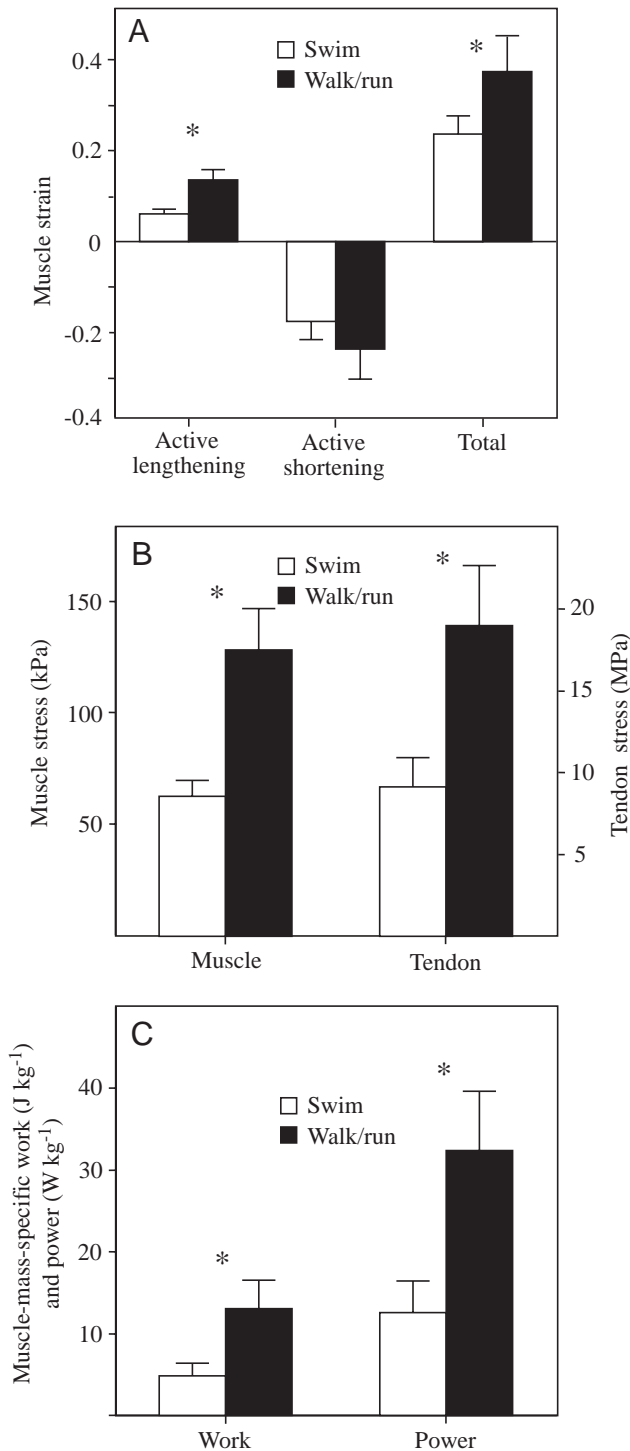 A
Swim
Walk/run
*
*
0.4
0.2
0
-0.2
-0.4
Muscle strain
Active
lengthening
Active
shortening
Total
B
Swim
Walk/run
*
*
150
100
50
Muscle stress (kPa)
20
15
10
5
Tendon stress (MPa)
Muscle
Tendon
C
Swim
Walk/run
*
*
40
30
20
10
Muscle-mass-specific work (J kg⁻¹)
and power (W kg⁻¹)
Work
Power